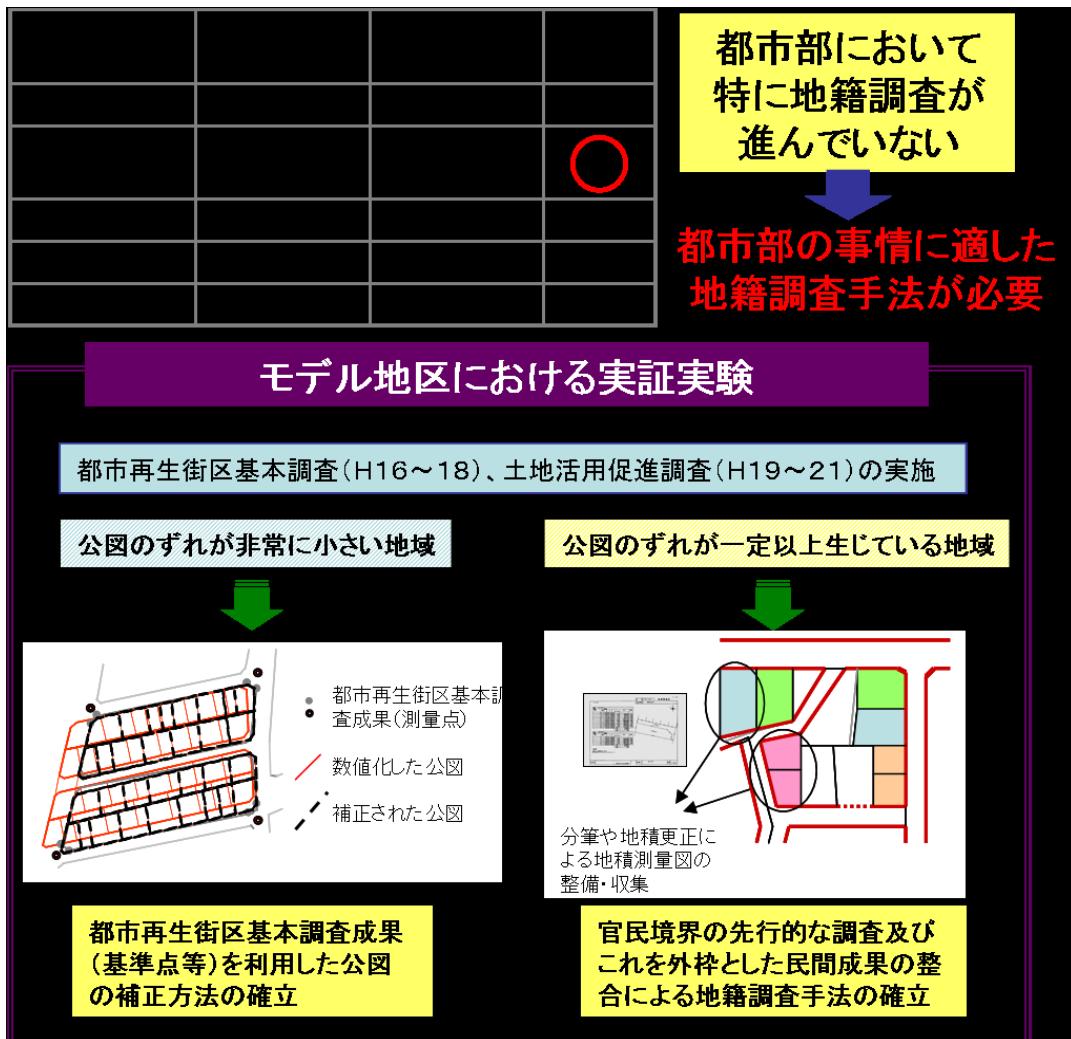 都市部において
特に地籍調査が
進んでいない
都市部の事情に適した
地籍調査手法が必要
モデル地区における実証実験
都市再生街区基本調査(H16～18)、土地活用促進調査(H19～21)の実施
公図のずれが非常に小さい地域
公図のずれが一定以上生じている地域
都市再生街区基本調
査成果(測量点)
数値化した公図
補正された公図
分筆や地積更正に
よる地積測量図の
整備・収集
都市再生街区基本調査成果
(基準点等)を利用した公図
の補正方法の確立
官民境界の先行的な調査及び
これを外枠とした民間成果の整
合による地籍調査手法の確立